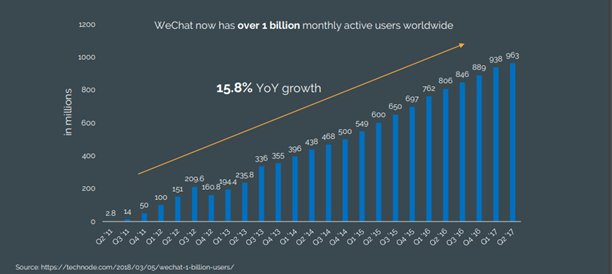 WeChat now has over 1 billion monthly active users worldwide
15.8% YoY growth
in millions
1200
1000
800
600
400
200
0
2.8
14
50
100
151
209.6
160.8
194.4
235.8
336
355
396
438
468
500
549
600
650
697
762
806
846
889
938
963
Q2 '11
Q3 '11
Q4 '11
Q1 '12
Q2 '12
Q3 '12
Q4 '12
Q1 '13
Q2 '13
Q3 '13
Q4 '13
Q1 '14
Q2 '14
Q3 '14
Q4 '14
Q1 '15
Q2 '15
Q3 '15
Q4 '15
Q1 '16
Q2 '16
Q3 '16
Q4 '16
Q1 '17
Q2 '17
Source: https://technode.com/2018/03/05/wechat-1-billion-users/